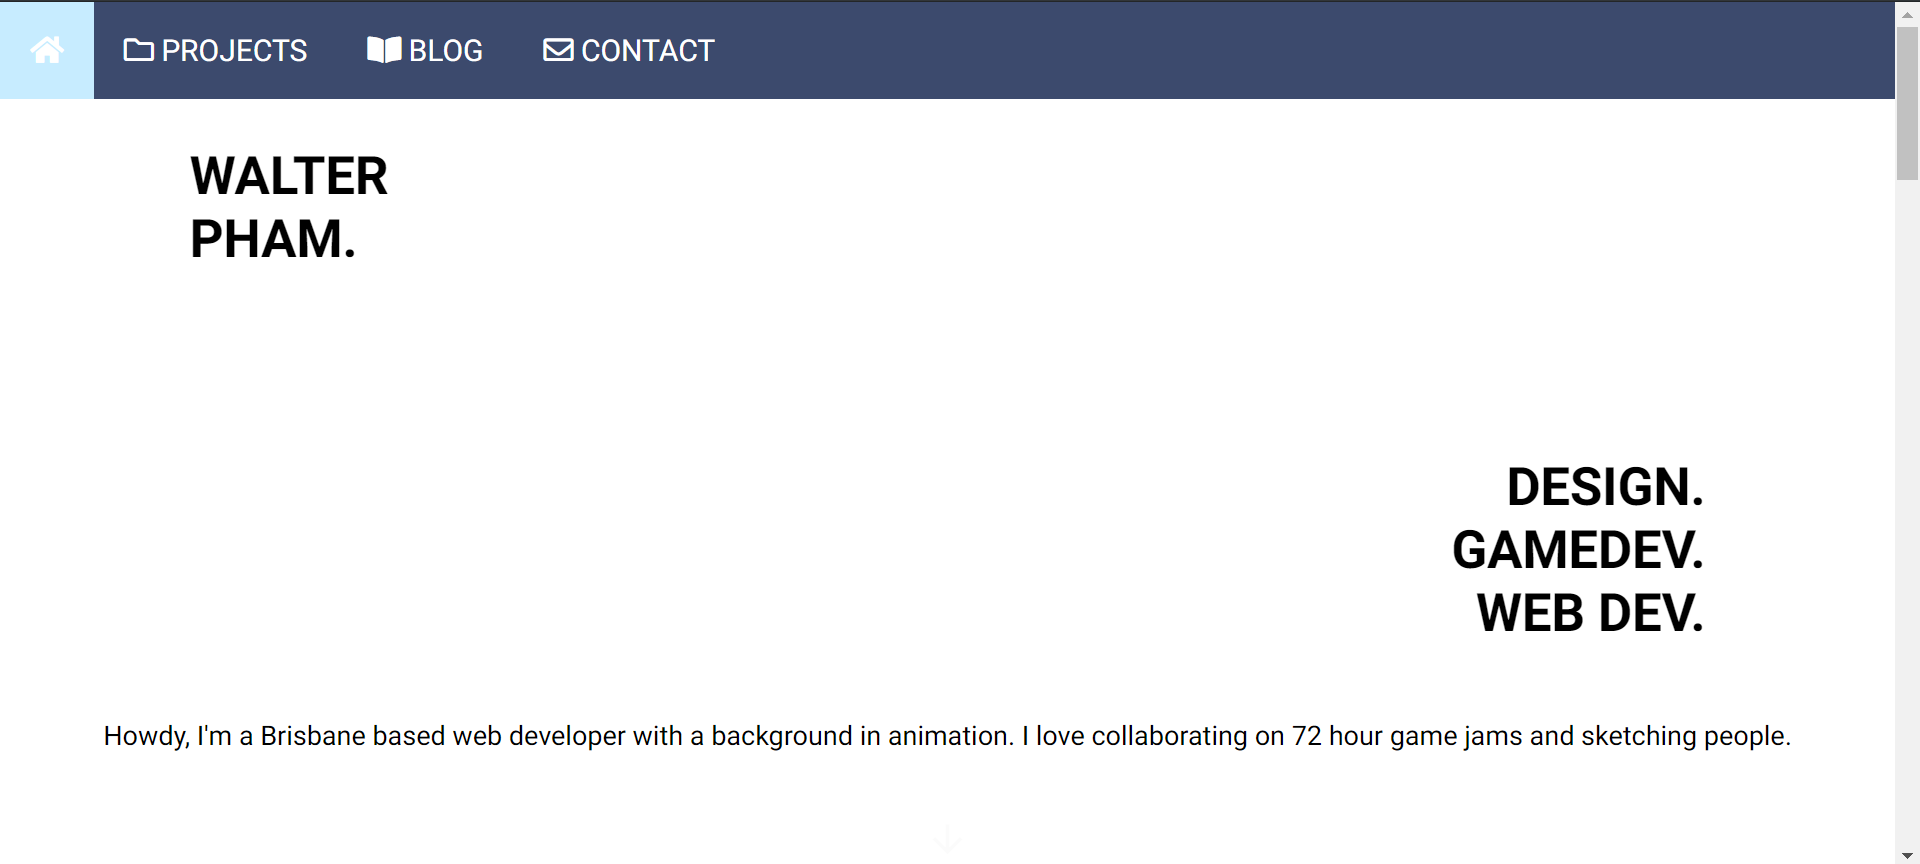 PROJECTS BLOG CONTACT
WALTER
PHAM.
DESIGN.
GAMEDEV.
WEB DEV.
Howdy, I'm a Brisbane based web developer with a background in animation. I love collaborating on 72 hour game jams and sketching people.